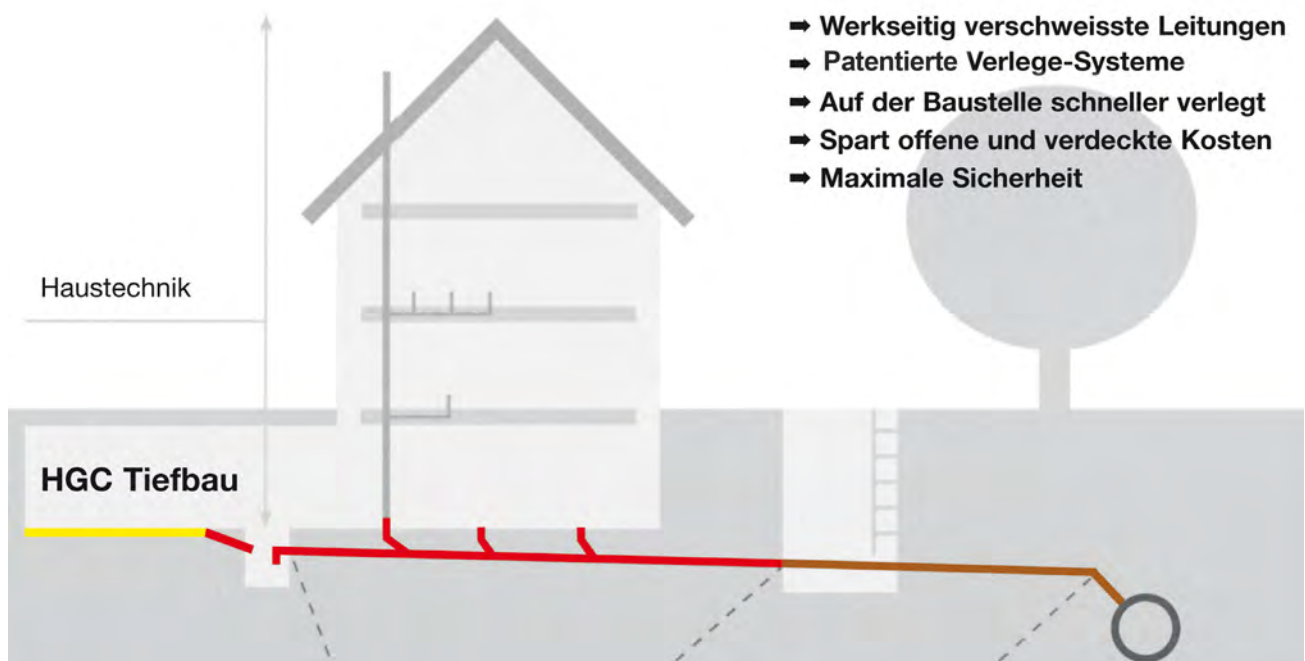 ➡ Werkseitig verschweisste Leitungen
➡ Patentierte Verlege-Systeme
➡ Auf der Baustelle schneller verlegt
➡ Spart offene und verdeckte Kosten
➡ Maximale Sicherheit
Haustechnik
HGC Tiefbau